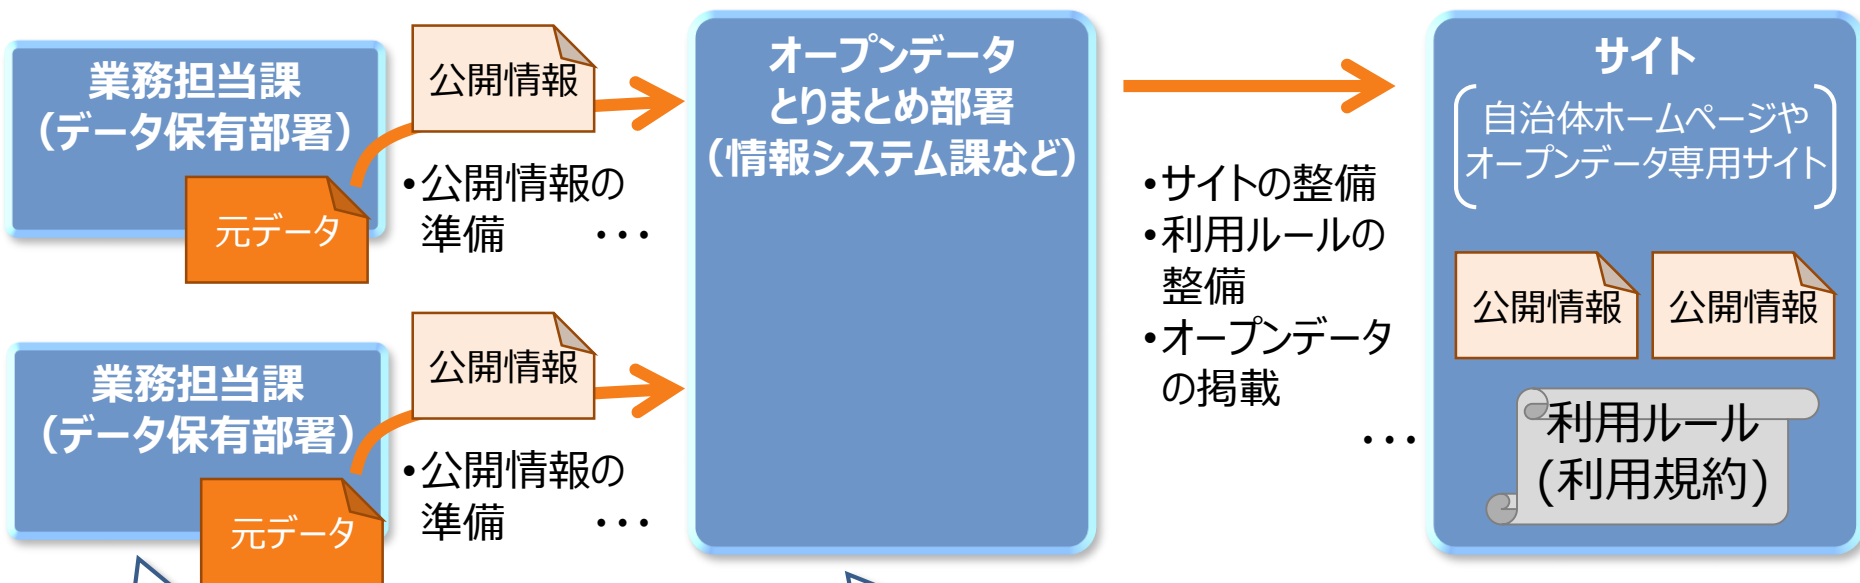 業務担当課
（データ保有部署）
元データ
公開情報
•公開情報の
準備　・・・
業務担当課
（データ保有部署）
元データ
公開情報
•公開情報の
準備　・・・
オープンデータ
とりまとめ部署
（情報システム課など）
•サイトの整備
•利用ルールの
整備
•オープンデータ
の掲載
・・・
サイト
自治体ホームページや
オープンデータ専用サイト
公開情報
公開情報
利用ルール
(利用規約)